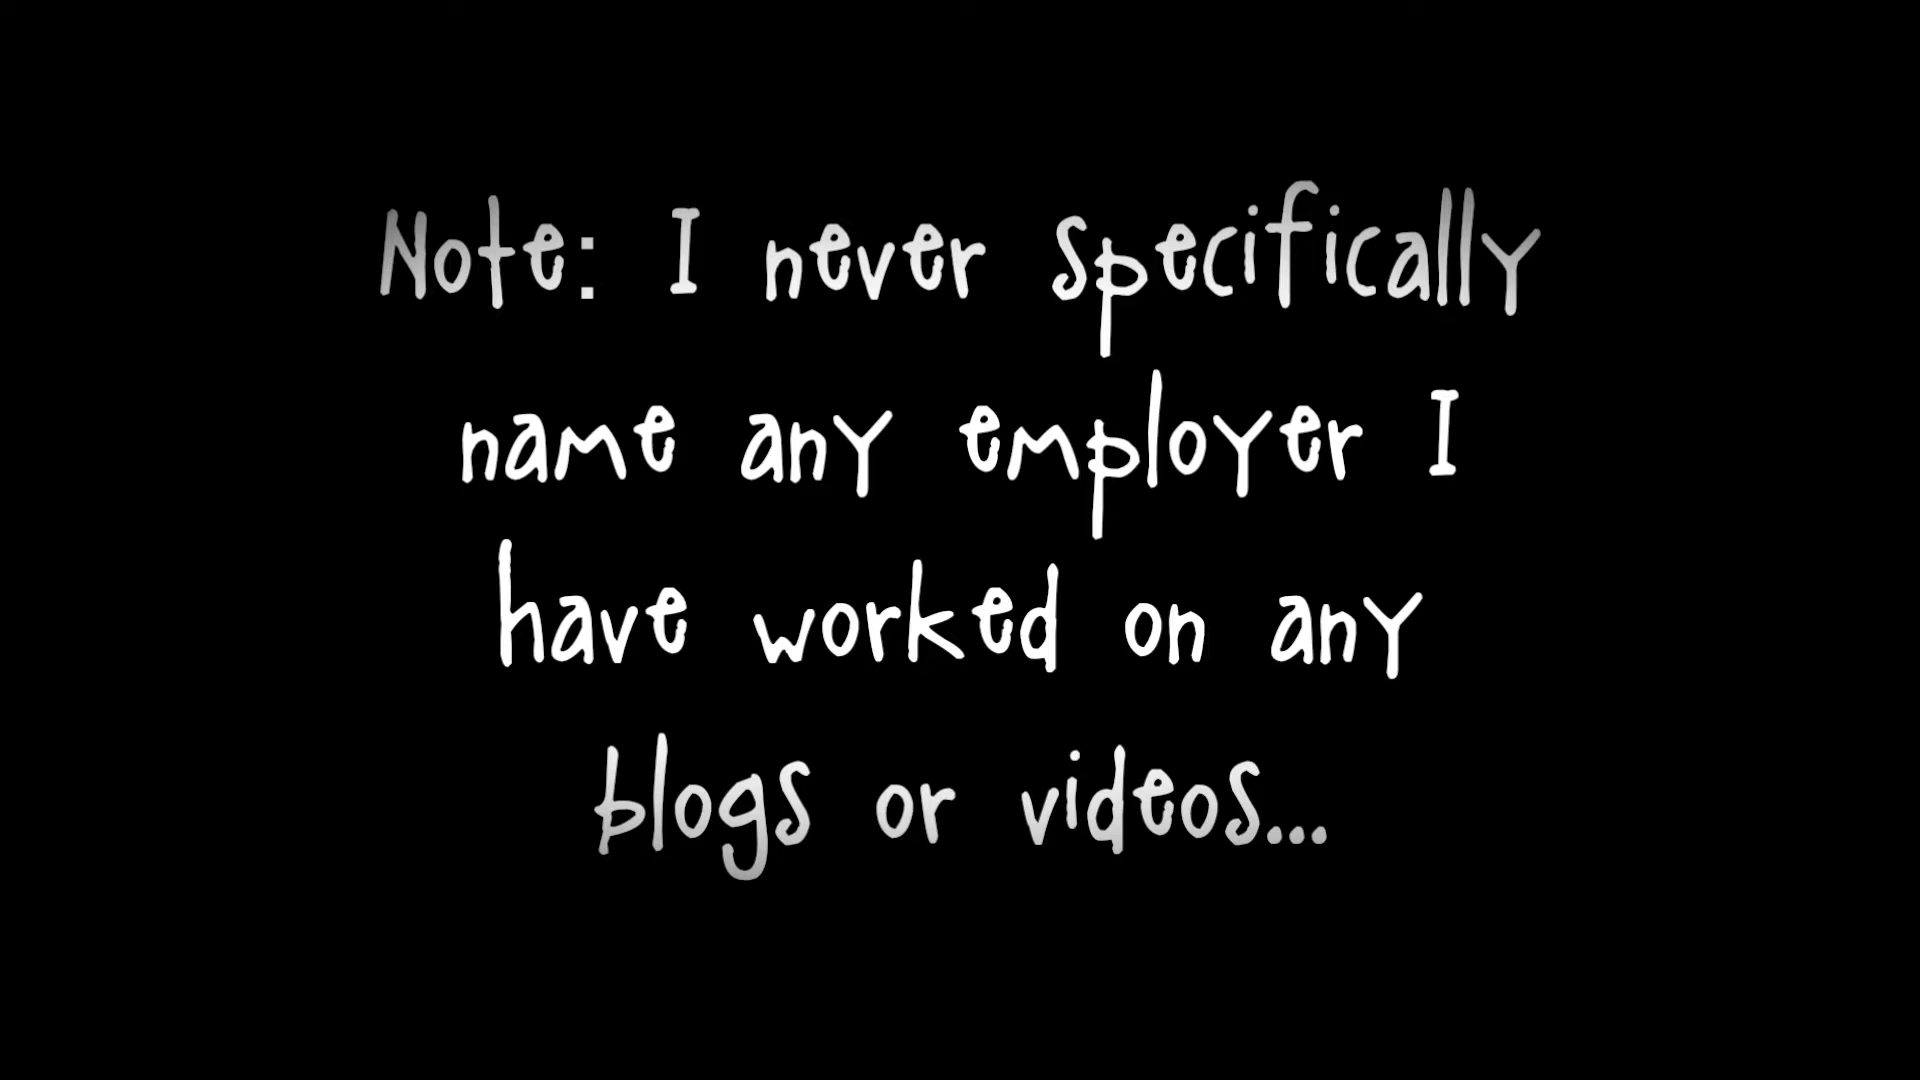 Note: I never specifically
name any employer I
have worked on any
blogs or videos...